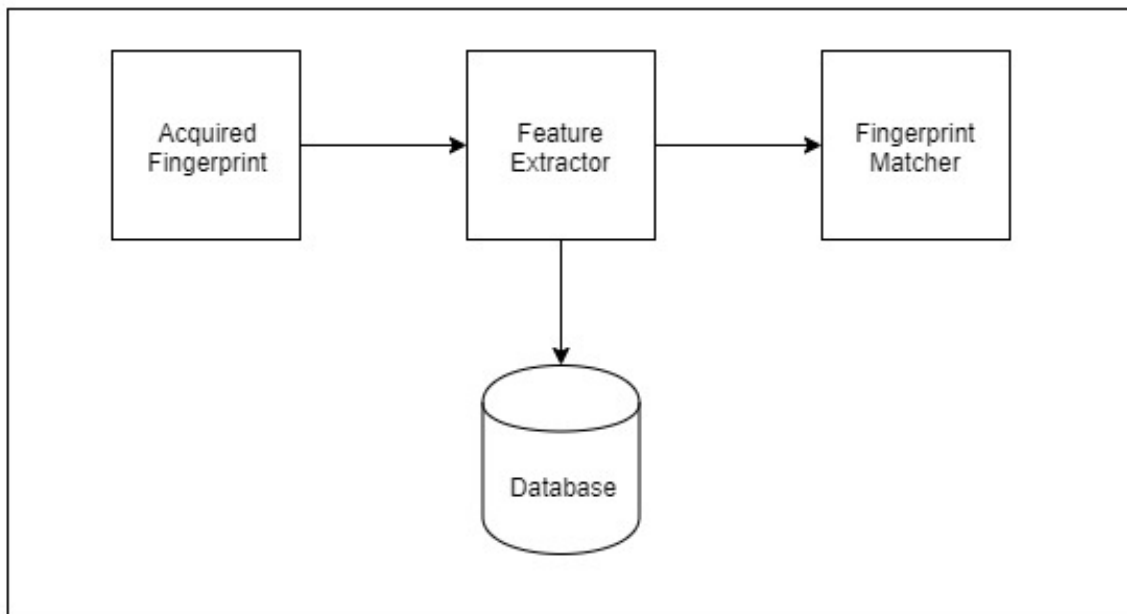 Acquired
Fingerprint
Feature
Extractor
Fingerprint
Matcher
Database